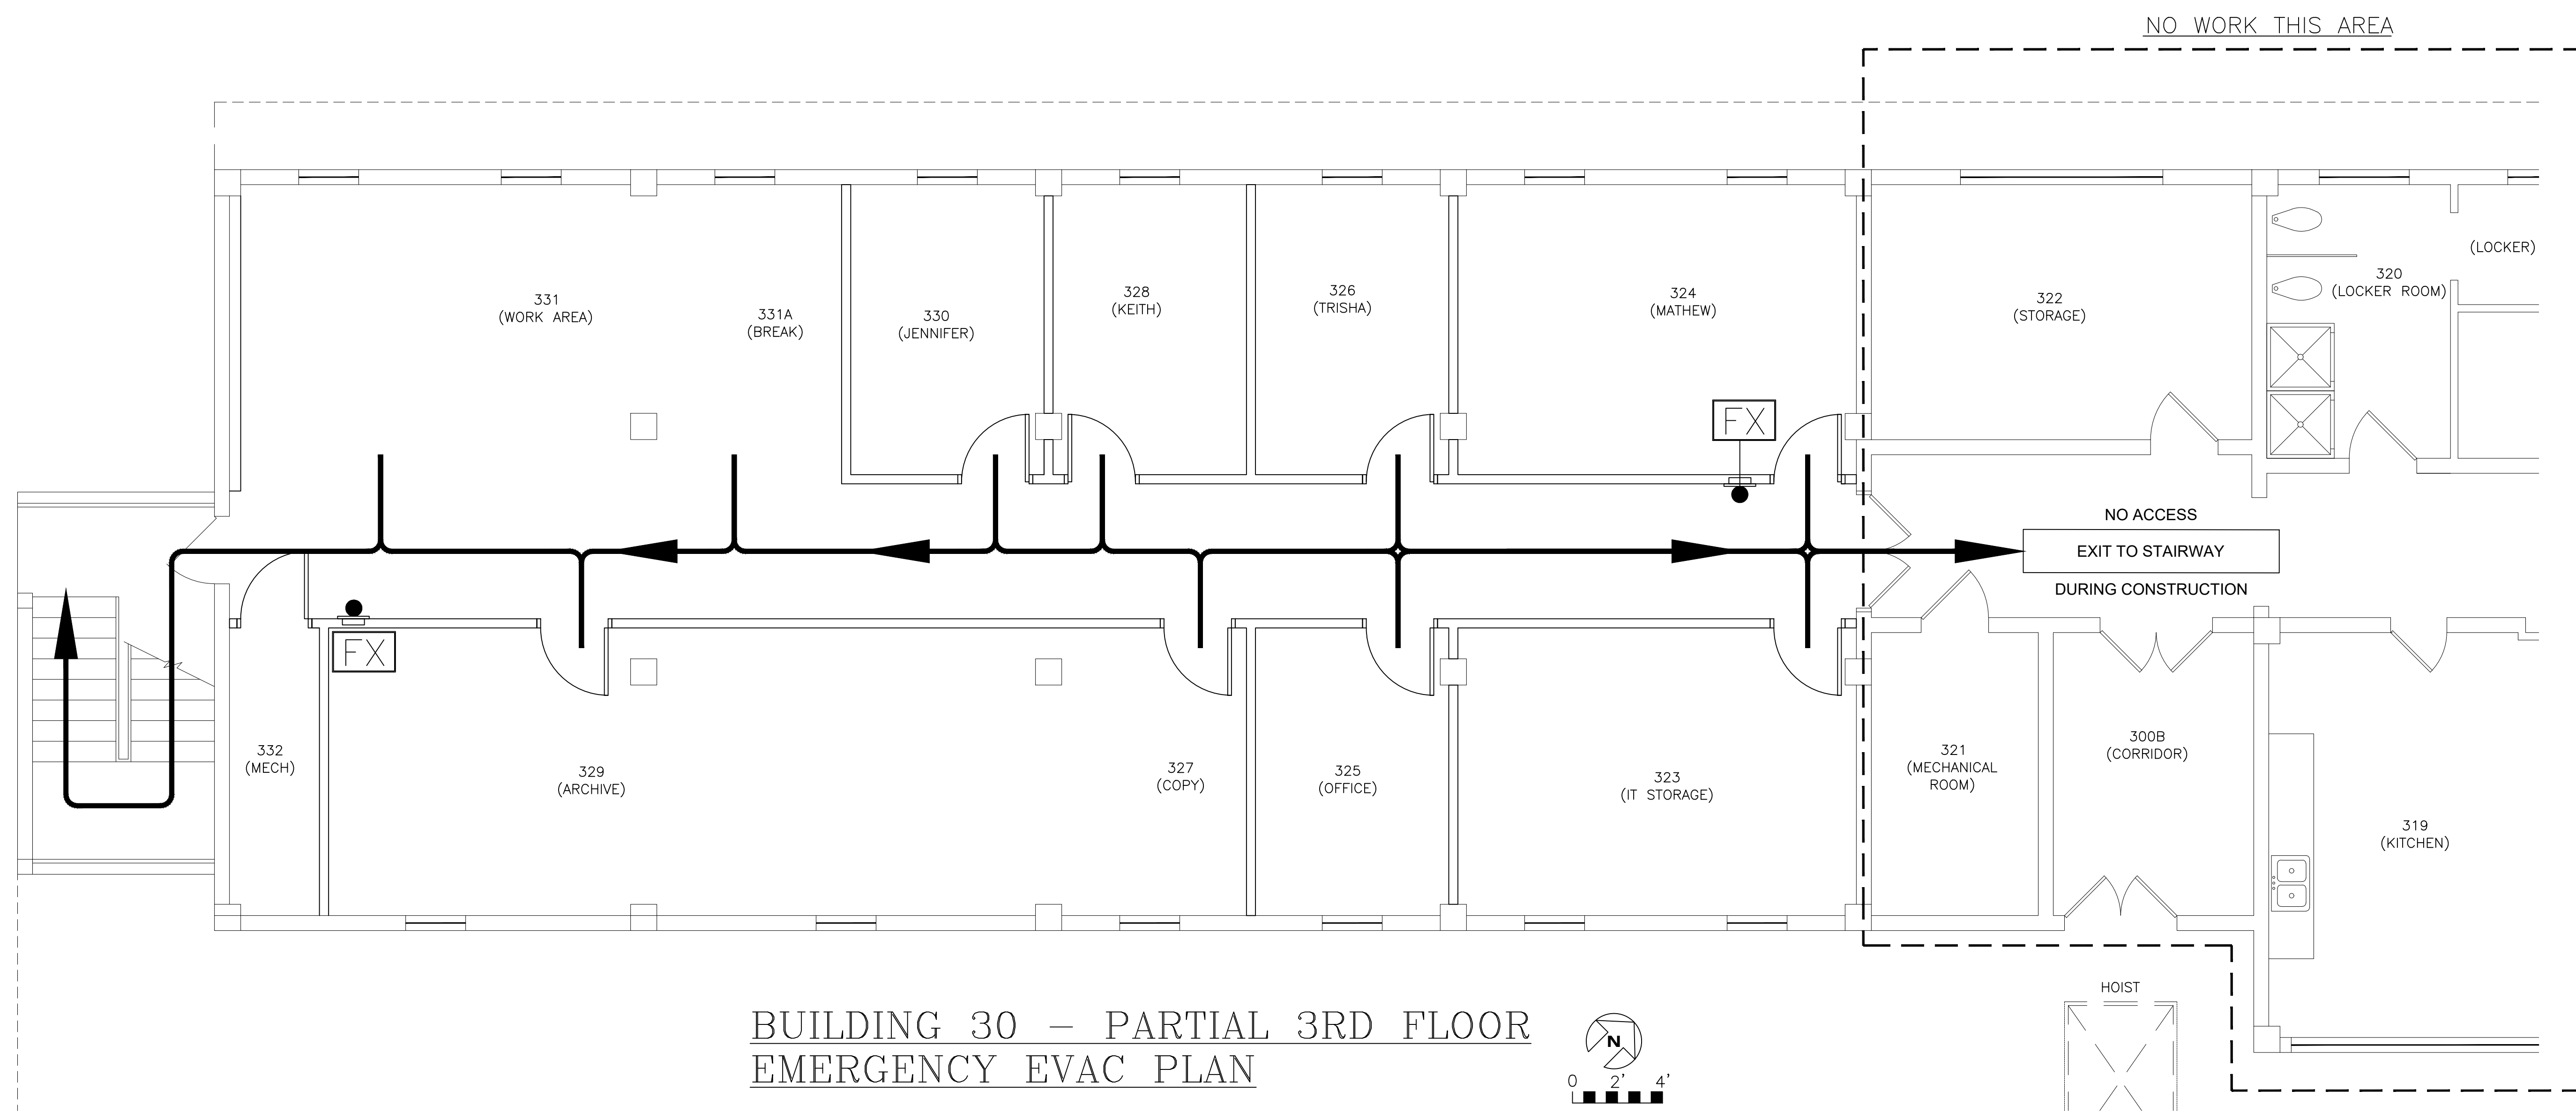 NO WORK THIS AREA
331
(WORK AREA)
331A
(BREAK)
330
(JENNIFER)
328
(KEITH)
326
(TRISHA)
324
(MATHEW)
322
(STORAGE)
320
(LOCKER ROOM)
(LOCKER)
FX
NO ACCESS
EXIT TO STAIRWAY
DURING CONSTRUCTION
FX
332
(MECH)
329
(ARCHIVE)
327
(COPY)
325
(OFFICE)
323
(IT STORAGE)
321
(MECHANICAL
ROOM)
300B
(CORRIDOR)
319
(KITCHEN)
HOIST
BUILDING 30 – PARTIAL 3RD FLOOR
EMERGENCY EVAC PLAN
N
0 2' 4'